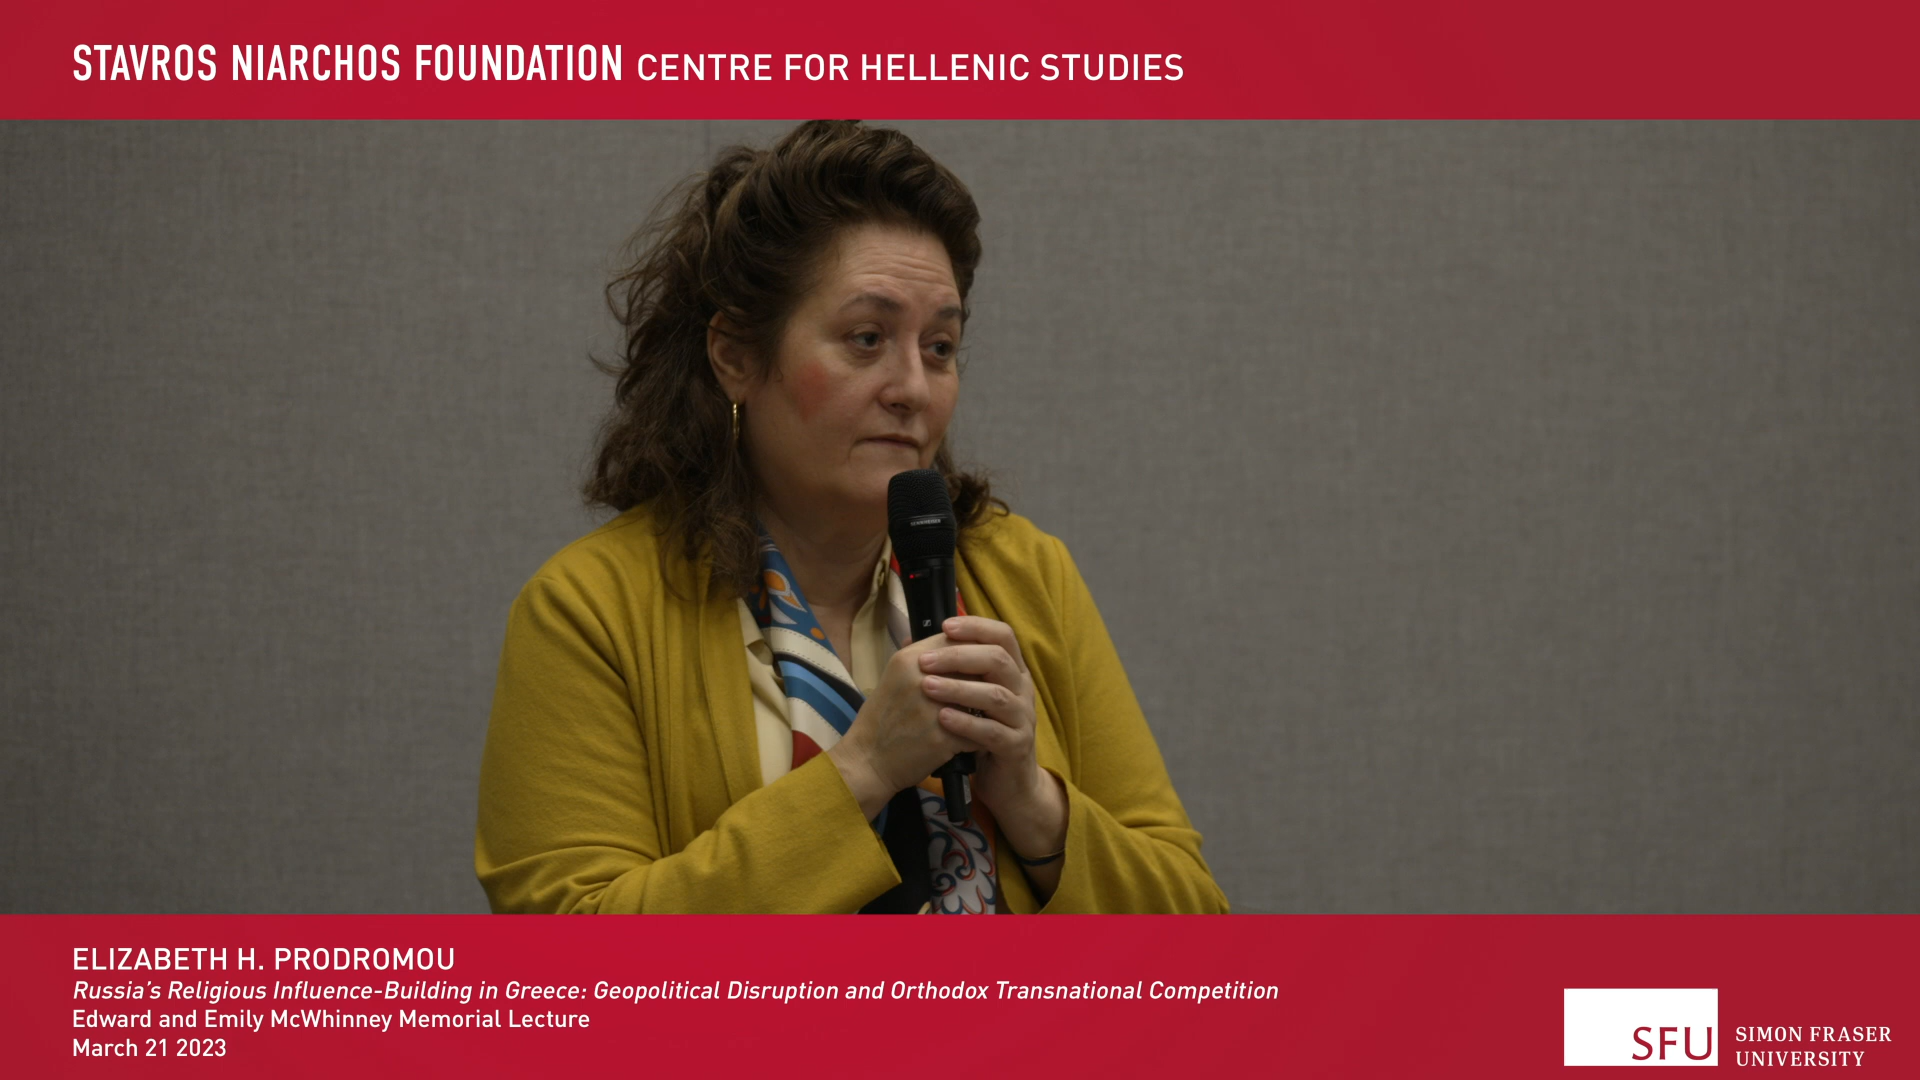 STAVROS NIARCHOS FOUNDATION CENTRE FOR HELLENIC STUDIES
SENNHEISER
ELIZABETH H. PRODROMOU
Russia's Religious Influence-Building in Greece: Geopolitical Disruption and Orthodox Transnational Competition
Edward and Emily McWhinney Memorial Lecture
March 21 2023
SFU
SIMON FRASER
UNIVERSITY